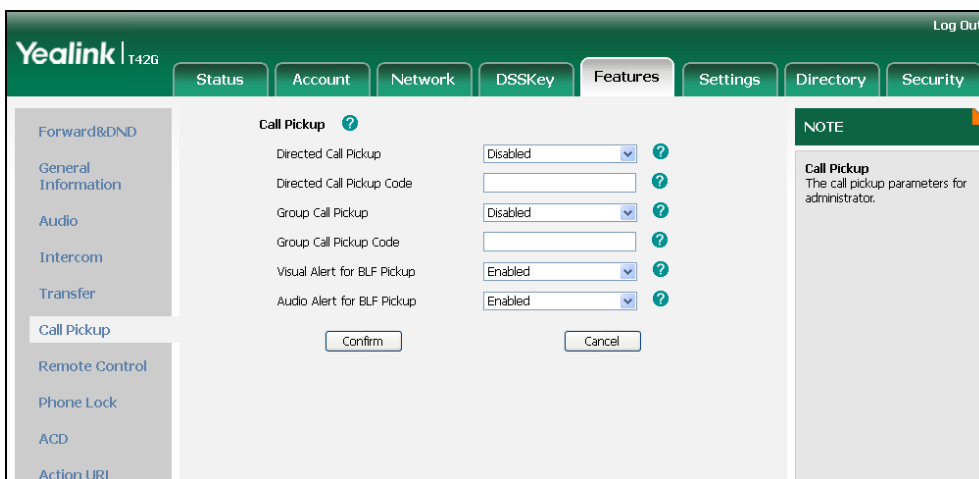 Log Out
Yealink T42G
Status Account Network DSSKey Features Settings Directory Security
Forward&DND
General
Information
Audio
Intercom
Transfer
Call Pickup
Remote Control
Phone Lock
ACD
Action URL
Call Pickup ?
Directed Call Pickup Disabled ?
Directed Call Pickup Code ?
Group Call Pickup Disabled ?
Group Call Pickup Code ?
Visual Alert for BLF Pickup Enabled ?
Audio Alert for BLF Pickup Enabled ?
Confirm Cancel
NOTE
Call Pickup
The call pickup parameters for
administrator.